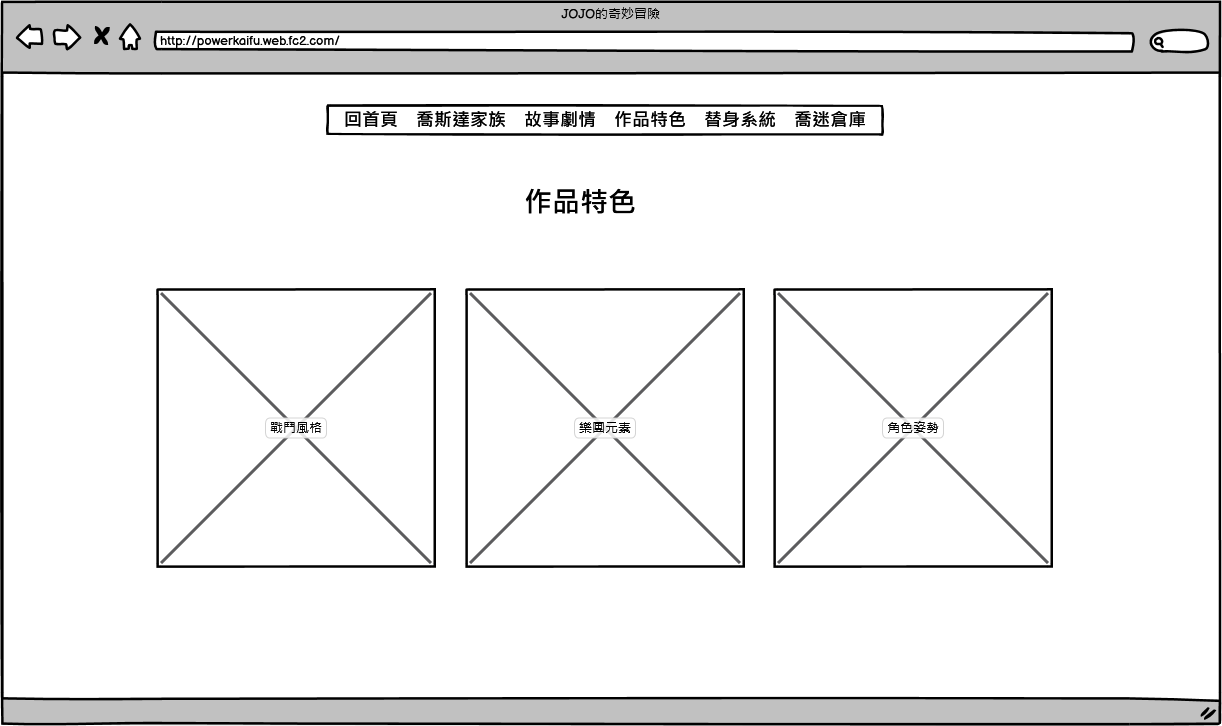 JOJO的奇妙冒險
http://powerkaifu.web.fc2.com/
回首頁 喬斯達家族 故事劇情 作品特色 替身系統 喬迷倉庫
作品特色
戰鬥風格
樂團元素
角色姿勢